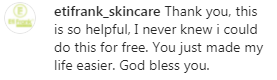 etifrank_skincare Thank you, this
is so helpful, I never knew i could
do this for free. You just made my
life easier. God bless you.